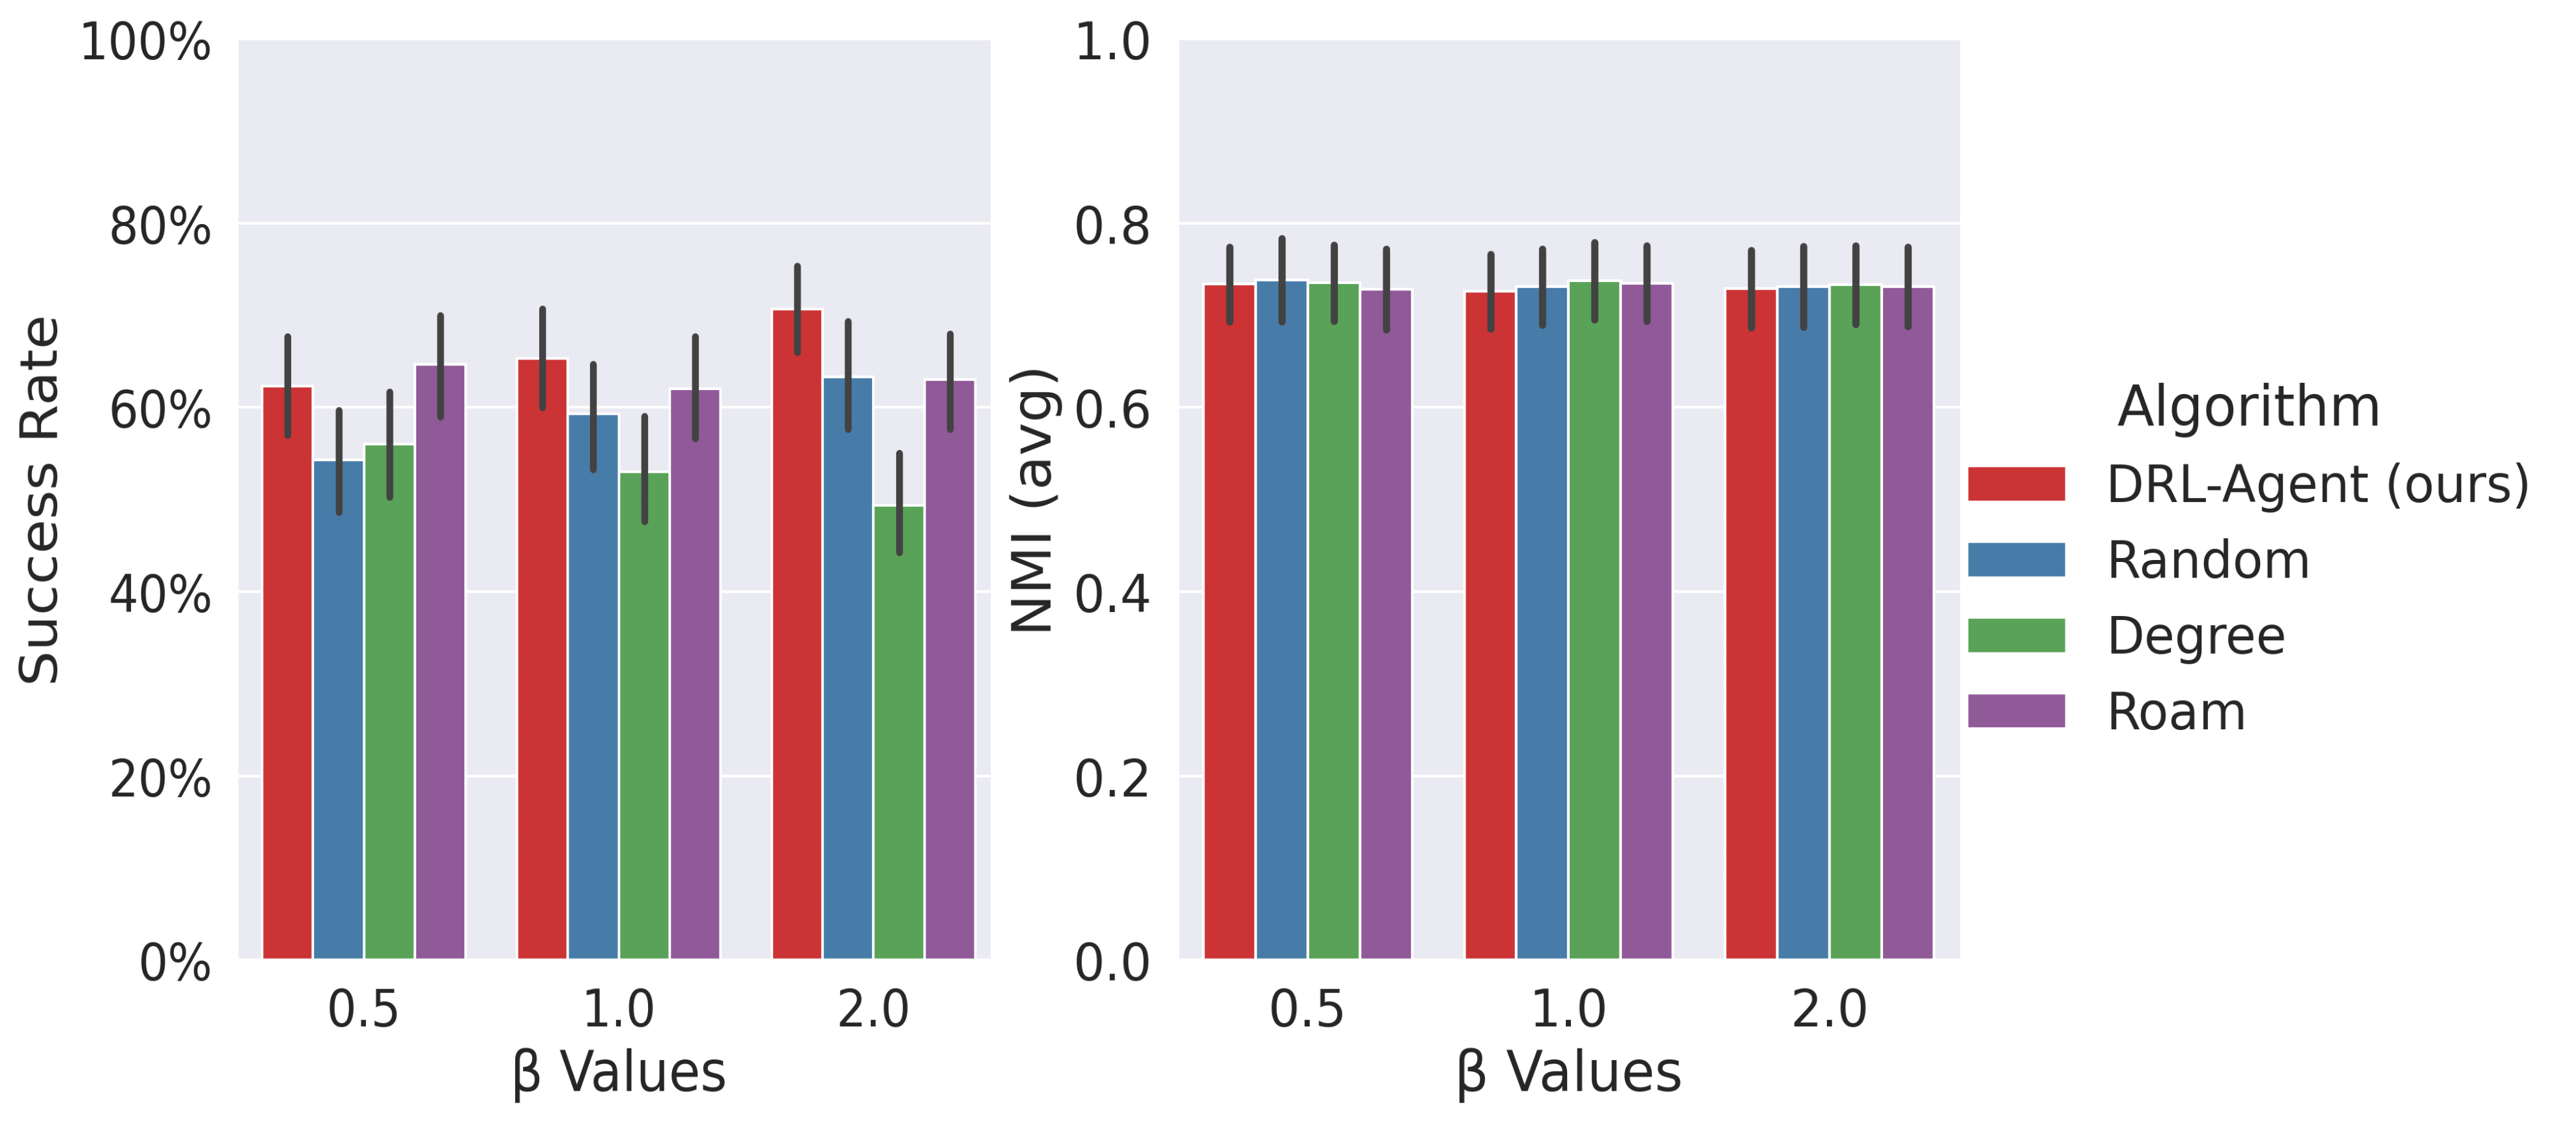 100%
80%
60%
40%
20%
0%
Success Rate
0.5 1.0 2.0
β Values
1.0
0.8
0.6
0.4
0.2
0.0
NMI (avg)
0.5 1.0 2.0
β Values
Algorithm
DRL-Agent (ours)
Random
Degree
Roam